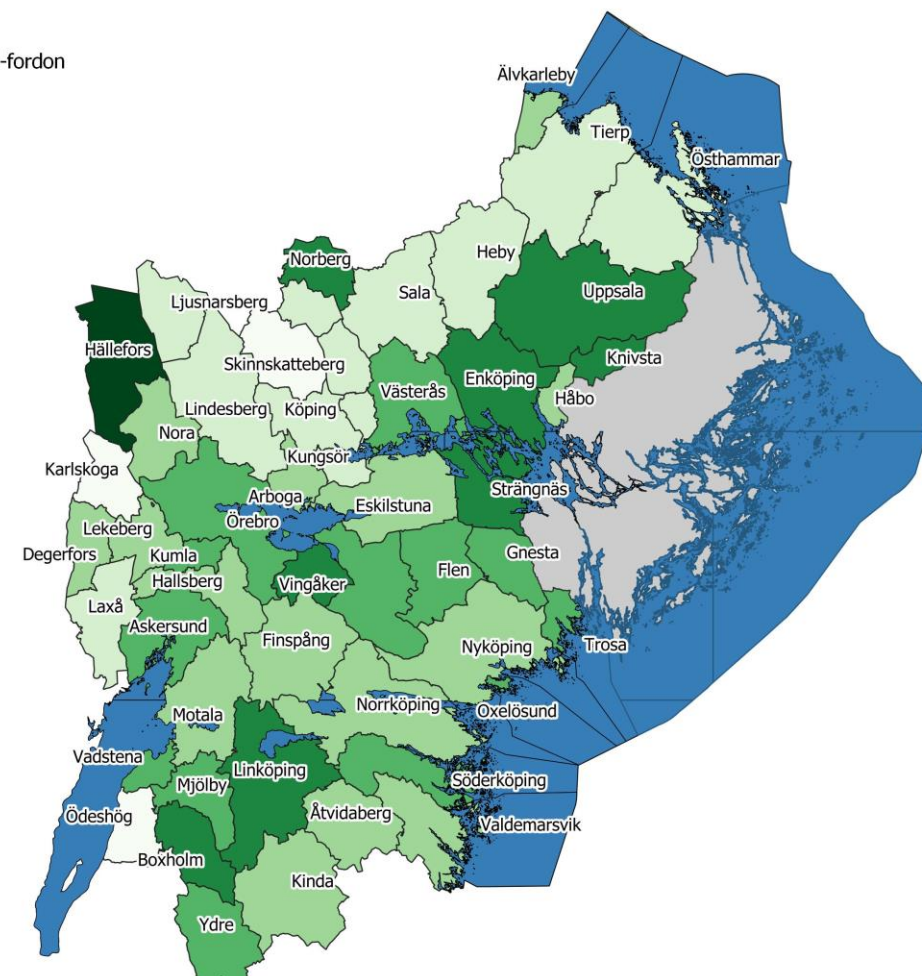 -fordon
Älvkarleby
Tierp
Östhammar
Norberg
Heby
Ljusnarsberg
Sala
Uppsala
Hällefors
Skinnskatteberg
Knivsta
Västerås
Enköping
Håbo
Lindesberg
Köping
Nora
Kungsör
Karlskoga
Strängnäs
Arboga
Eskilstuna
Örebro
Lekeberg
Degerfors
Kumla
Gnesta
Hallsberg
Vingåker
Flen
Laxå
Askersund
Finspång
Nyköping
Trosa
Norrköping
Motala
Oxelösund
Vadstena
Linköping
Mjölby
Söderköping
Ödeshög
Åtvidaberg
Valdemarsvik
Boxholm
Kinda
Ydre